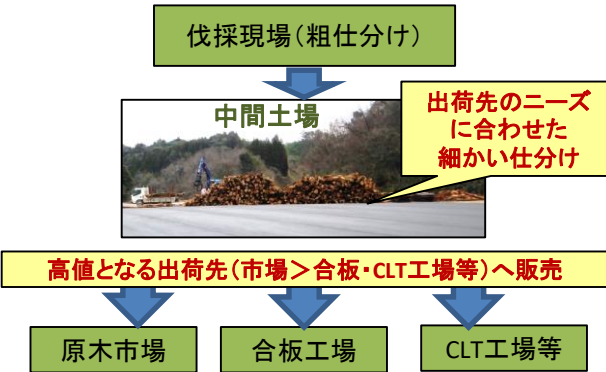 伐採現場（粗仕分け）
中間土場
出荷先のニーズ
に合わせた
細かい仕分け
高値となる出荷先（市場＞合板・CLT工場等）へ販売
原木市場
合板工場
CLT工場等